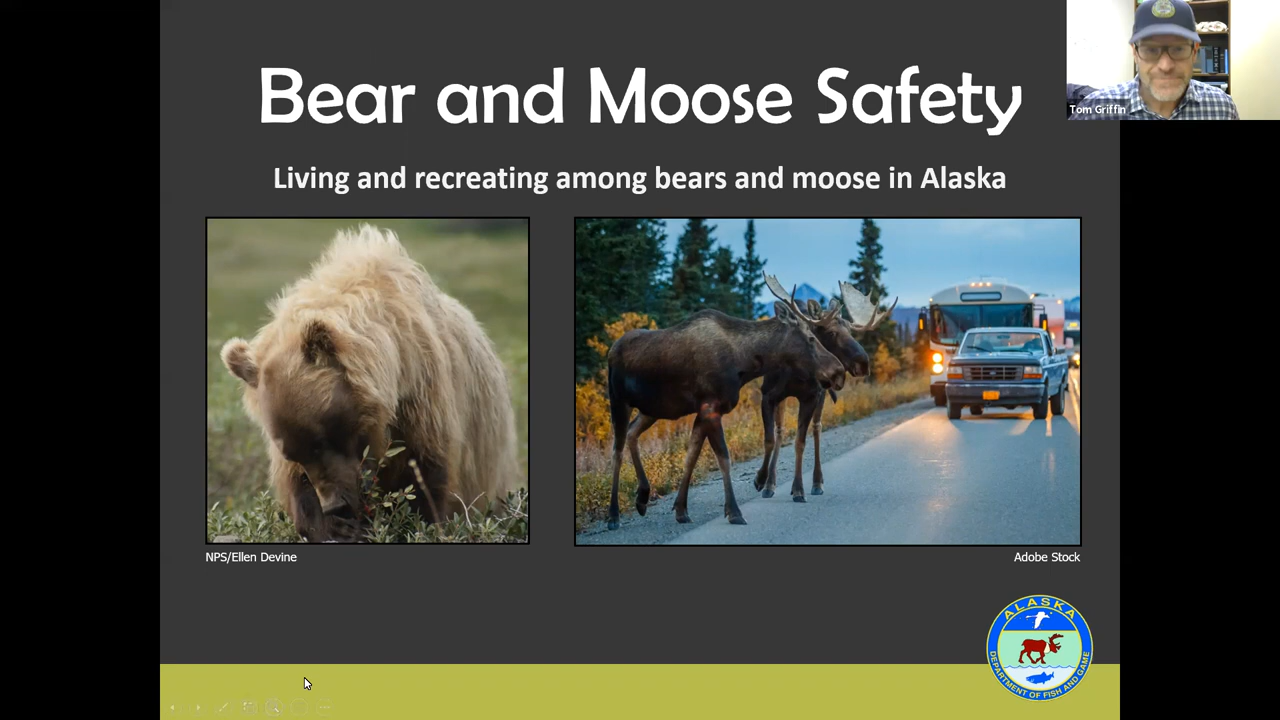 Bear and Moose Safety
Tom Griffin
Living and recreating among bears and moose in Alaska
NPS/Ellen Devine
Adobe Stock
ALASKA
DEPARTMENT OF FISH AND GAME